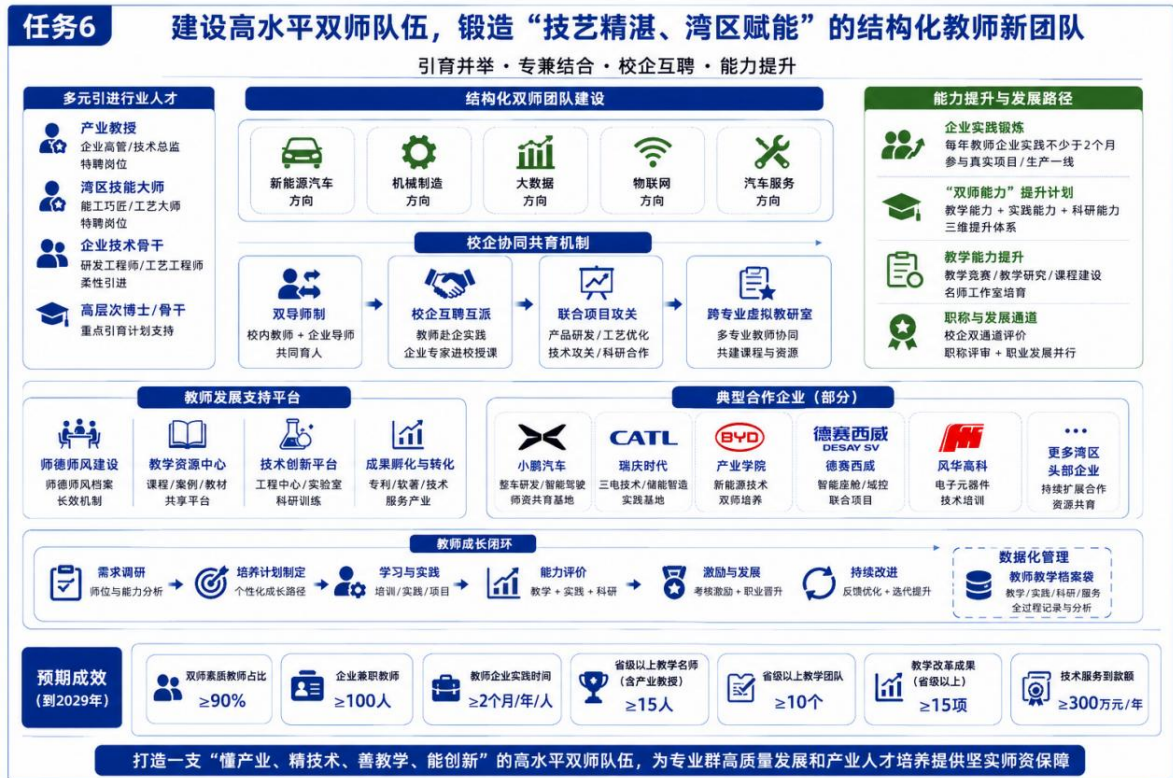 任务6
建设高水平双师队伍，锻造“技艺精湛、湾区赋能”的结构化教师新团队
引育并举·专兼结合·校企互聘·能力提升
多元引进行业人才
产业教授
企业高管/技术总监
特聘岗位
湾区技能大师
能工巧匠/工艺大师
特聘岗位
企业技术骨干
研发工程师/工艺工程师
柔性引进
高层次博士/骨干
重点引育计划支持
结构化双师团队建设
新能源汽车
方向
机械制造
方向
大数据
方向
物联网
方向
汽车服务
方向
校企协同共育机制
双导师制
校内教师 + 企业导师
共同育人
校企互聘互派
教师赴企实践
企业专家进校授课
联合项目攻关
产品研发/工艺优化
技术攻关/科研合作
跨专业虚拟教研室
多专业教师协同
共建课程与资源
能力提升与发展路径
企业实践锻炼
每年教师企业实践不少于2个月
参与真实项目/生产一线
“双师能力”提升计划
教学能力 + 实践能力 + 科研能力
三维提升体系
教学能力提升
教学竞赛/教学研究/课程建设
名师工作室培育
职称与发展通道
校企双通道评价
职称评审 + 职业发展并行
教师发展支持平台
师德师风建设
师德师风档案
长效机制
教学资源中心
课程/案例/教材
共享平台
技术创新平台
工程中心/实验室
科研训练
成果孵化与转化
专利/软著/技术
服务产业
典型合作企业（部分）
小鹏汽车
整车研发/智能驾驶
师资共育基地
CATL
瑞庆时代
三电技术/储能智造
实践基地
BYD
产业学院
新能源技术
双师培养
德赛西威
DESAY SV
德赛西威
智能座舱/域控
联合项目
风华高科
电子元器件
技术培训
···
更多湾区
头部企业
持续扩展合作
资源共育
教师成长闭环
需求调研
师位与能力分析
培养计划制定
个性化成长路径
学习与实践
培训/实践/项目
能力评价
教学 + 实践 + 科研
激励与发展
考核激励 + 职业晋升
持续改进
反馈优化 + 迭代提升
数据化管理
教师教学档案袋
教学/实践/科研/服务
全过程记录与分析
预期成效
(到2029年)
双师素质教师占比
≥90%
企业兼职教师
≥100人
教师企业实践时间
≥2个月/年/人
省级以上教学名师
(含产业教授)
≥15人
省级以上教学团队
≥10个
教学改革成果
(省级以上)
≥15项
技术服务到款额
≥300万元/年
打造一支“懂产业、精技术、善教学、能创新”的高水平双师队伍，为专业群高质量发展和产业人才培养提供坚实师资保障